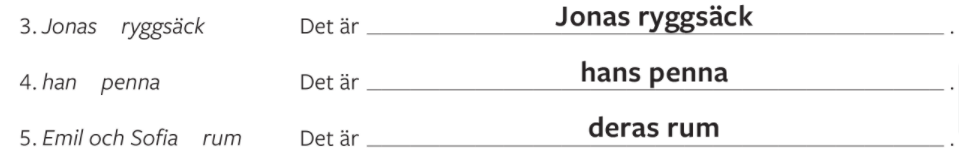 3. Jonas ryggsäck Det är Jonas ryggsäck.
4. han penna Det är hans penna.
5. Emil och Sofia rum Det är deras rum.